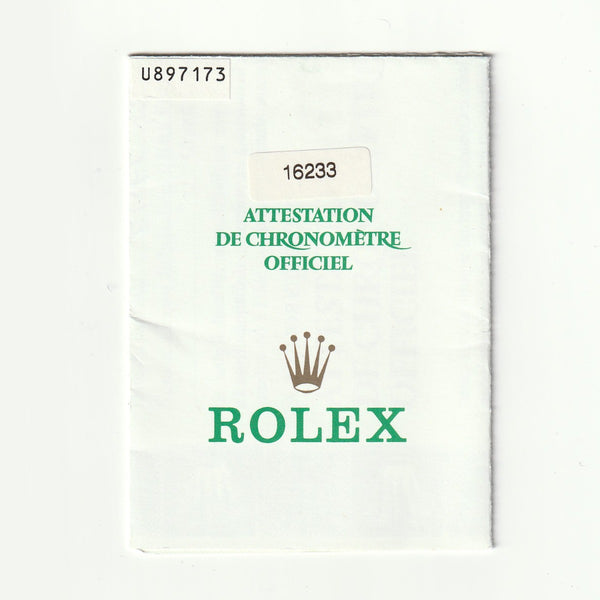 U897173
16233
ATTESTATION
DE CHRONOMÈTRE
OFFICIEL
ROLEX